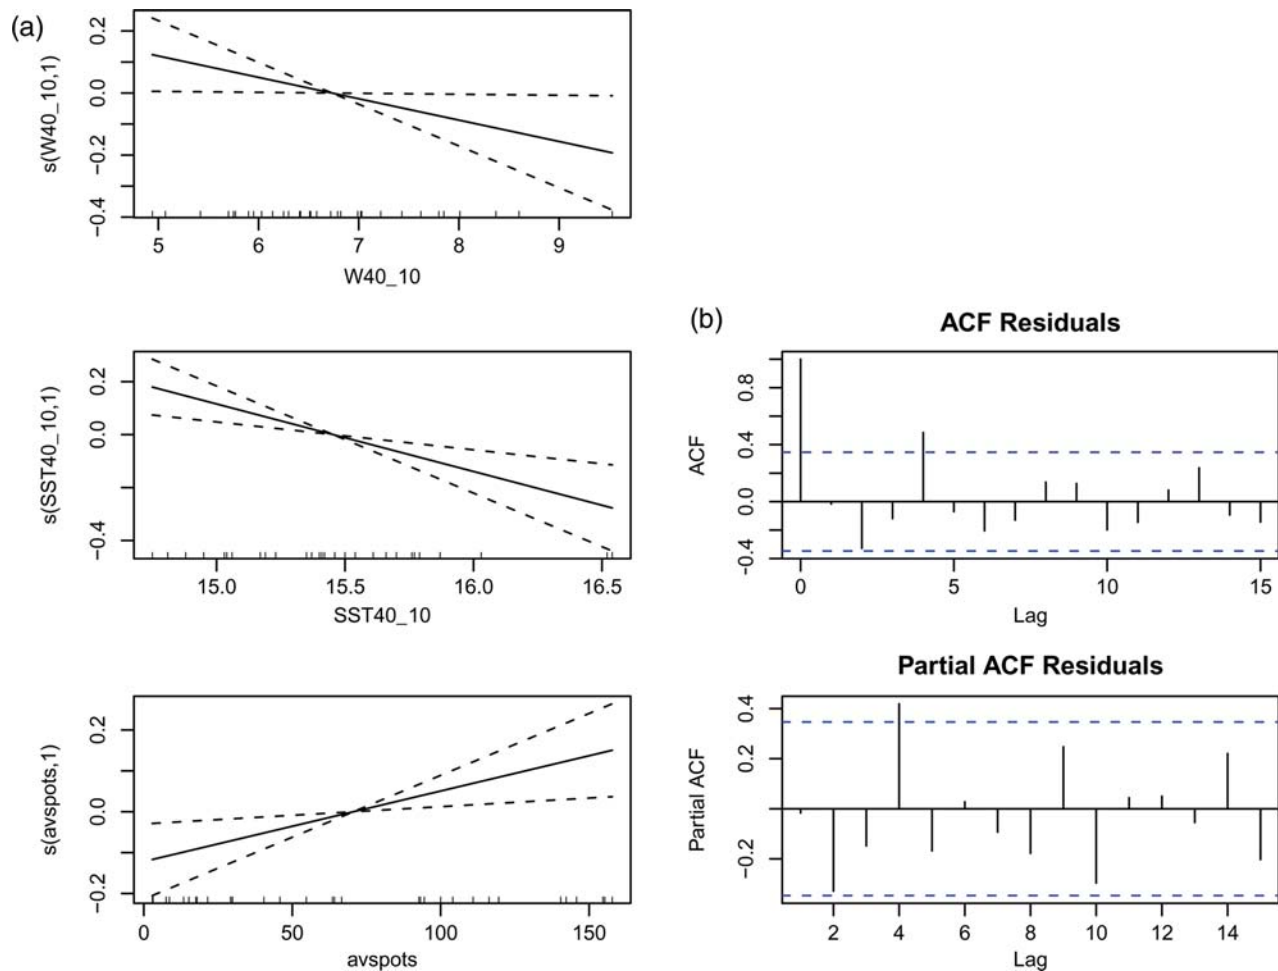 (a)
s(W40_10,1)
0.2
0.0
−0.2
−0.4
5 6 7 8 9
W40_10
s(SST40_10,1)
0.2
0.0
−0.4
15.0 15.5 16.0 16.5
SST40_10
s(avspots,1)
0.2
0.0
−0.2
0 50 100 150
avspots
(b)
ACF Residuals
ACF
0.8
0.4
0.0
−0.4
0 5 10 15
Lag
Partial ACF Residuals
Partial ACF
0.4
0.2
−0.2
2 4 6 8 10 12 14
Lag